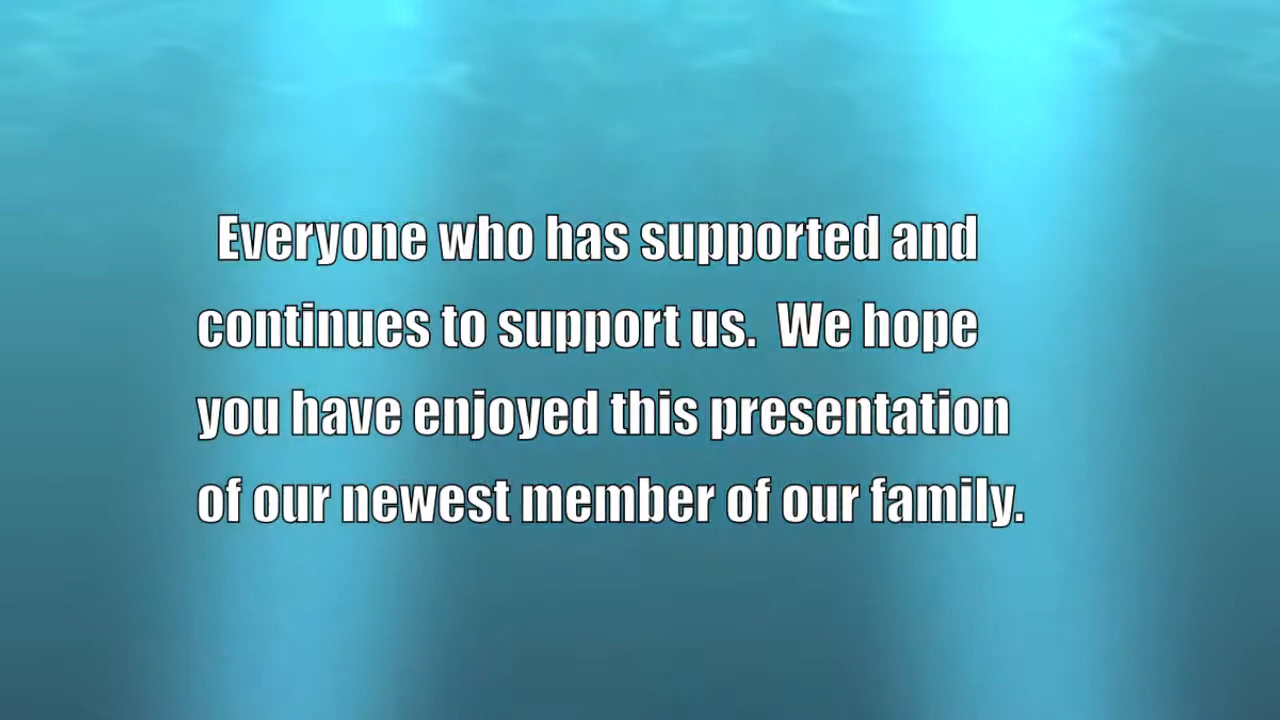 Everyone who has supported and
continues to support us.  We hope
you have enjoyed this presentation
of our newest member of our family.